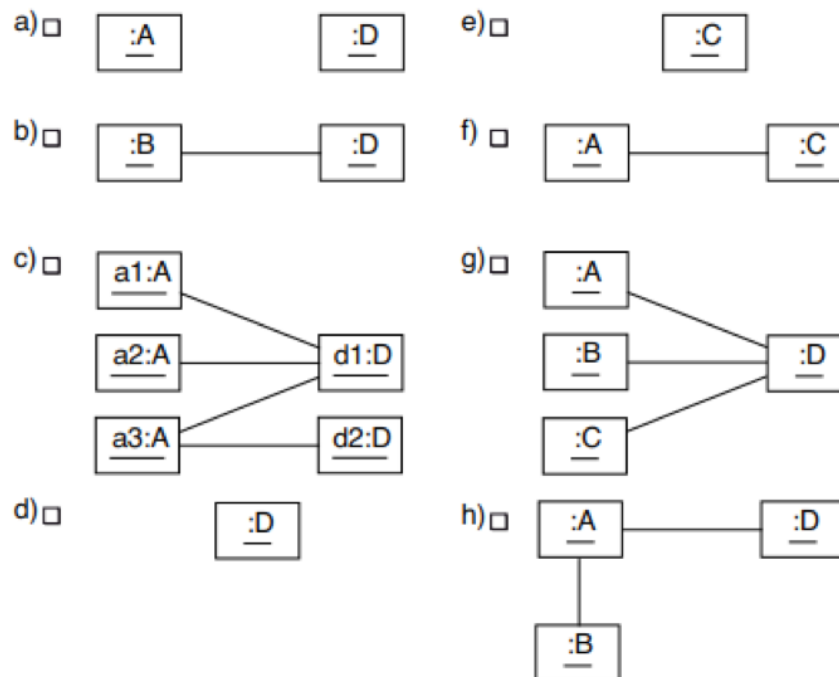 a) :A :D
b) :B :D
c) a1:A
a2:A d1:D
a3:A d2:D
d) :D
e) :C
f) :A :C
g) :A
:B :D
:C
h) :A :D
:B